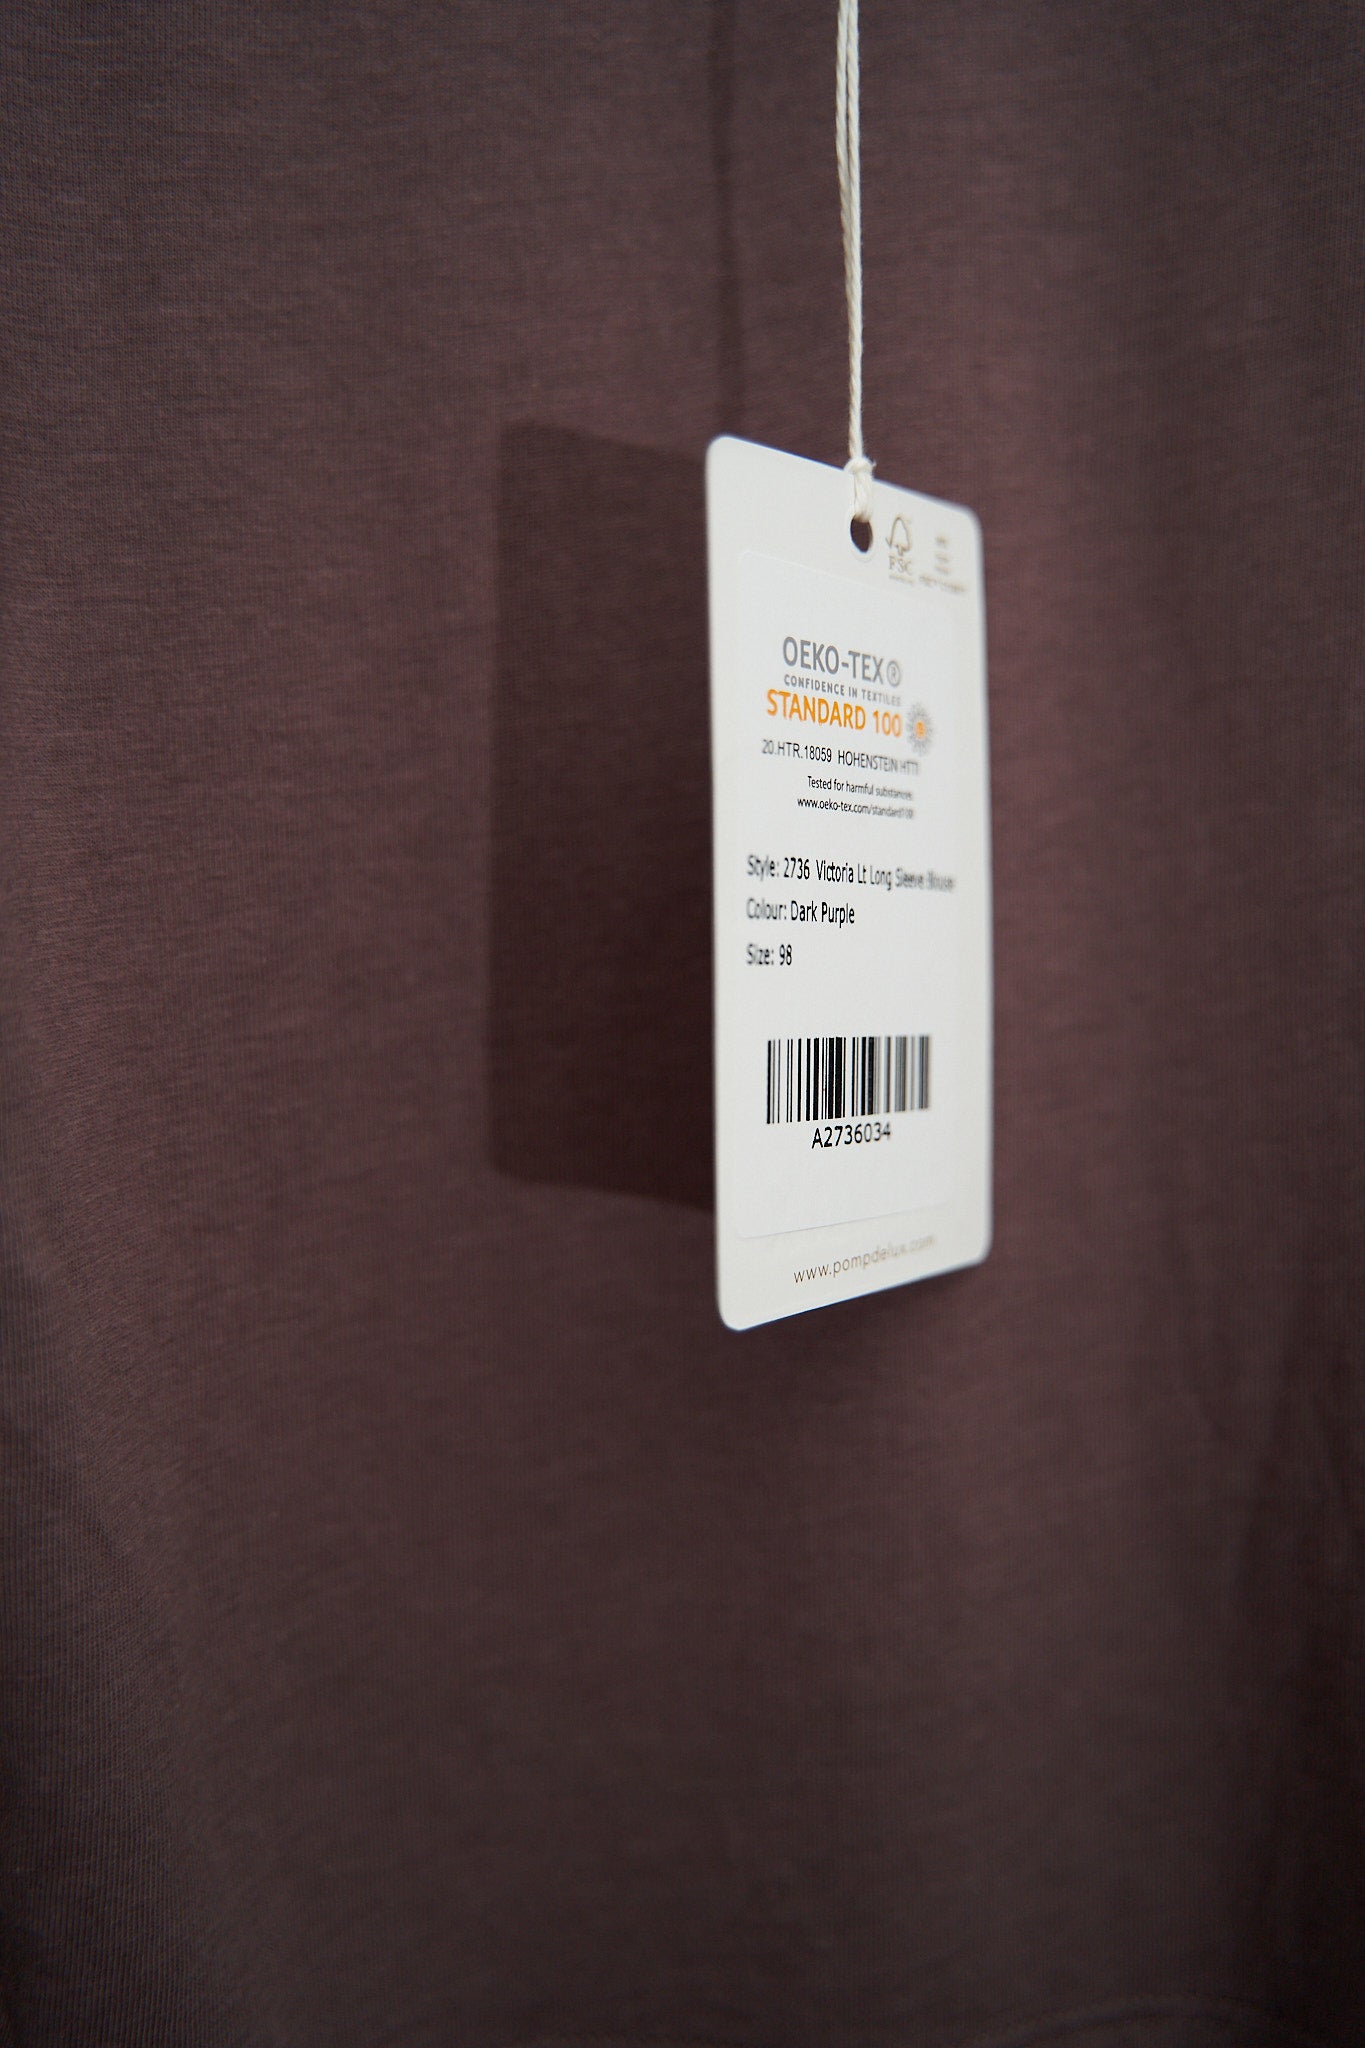 FSC
OEKO-TEX®
CONFIDENCE IN TEXTILES
STANDARD 100
20.HTR.18059 HOHENSTEIN HTTI
Tested for harmful substances.
www.oeko-tex.com/standard100
Style: 2736 Victoria Lt Long Sleeve Blouse
Colour: Dark Purple
Size: 98
A2736034
www.pompdelux.com